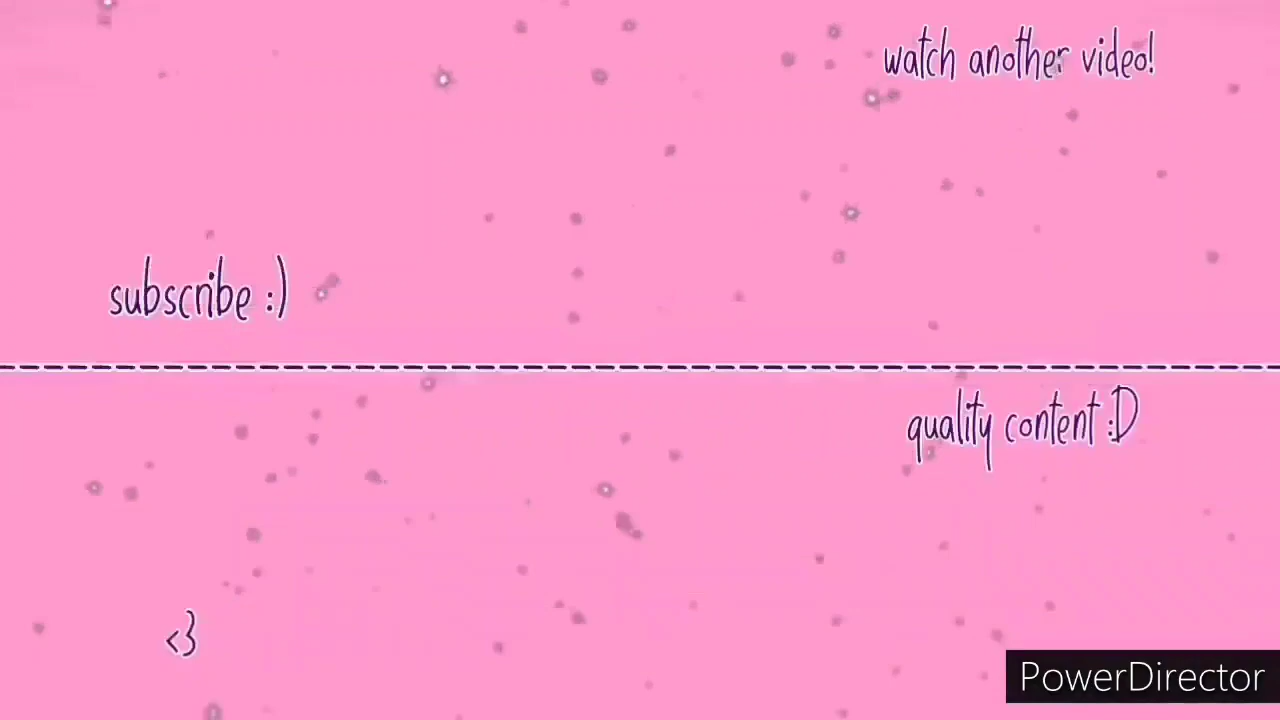 watch another video!
subscribe :)
quality content :D
<3
PowerDirector